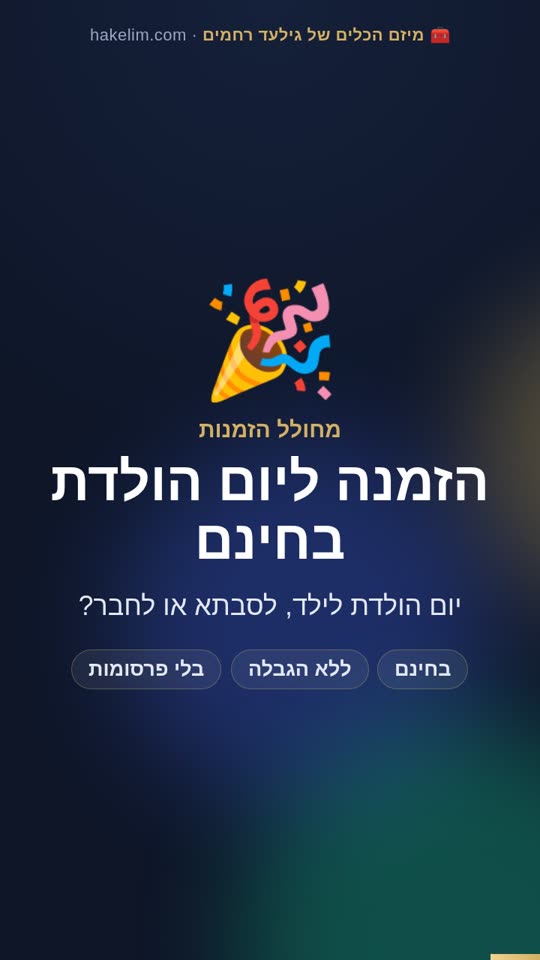 🧰 מיזם הכלים של גילעד רחמים · hakelim.com
מחולל הזמנות
הזמנה ליום הולדת
בחינם
יום הולדת לילד, לסבתא או לחבר?
בחינם
ללא הגבלה
בלי פרסומות